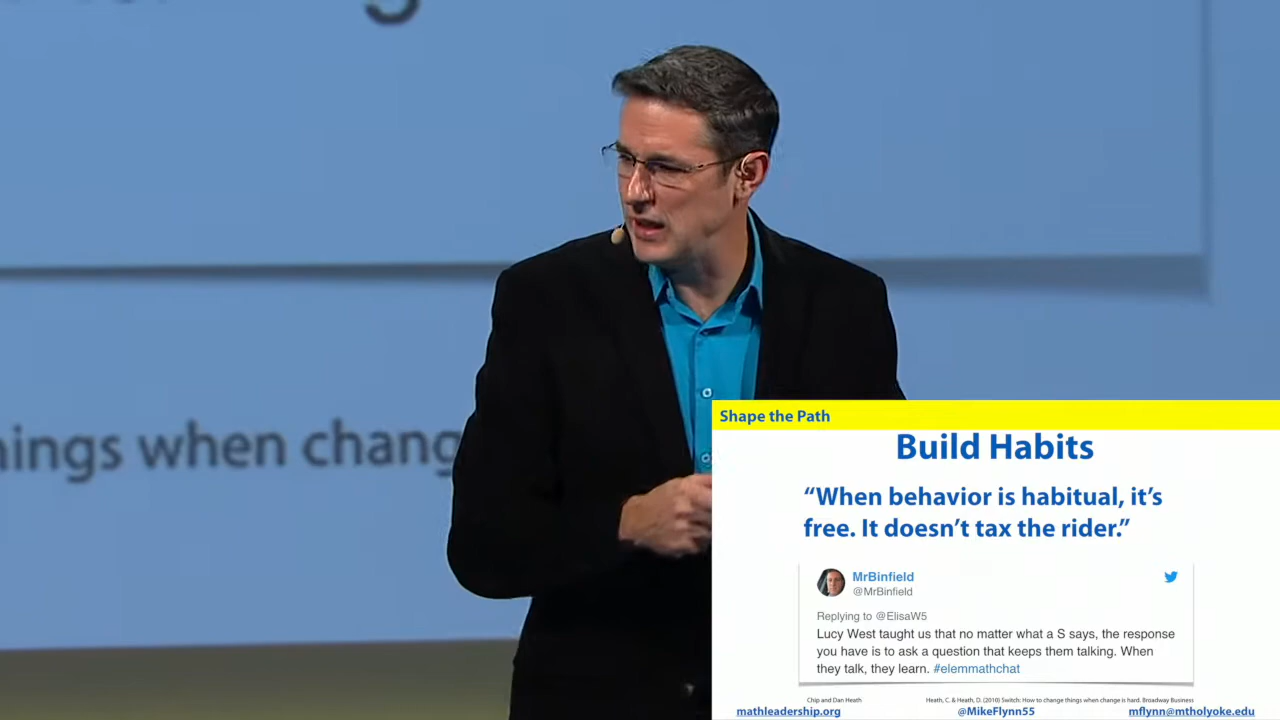 hings when chang
Shape the Path
Build Habits
“When behavior is habitual, it’s
free. It doesn’t tax the rider.”
MrBinfield
@MrBinfield
Replying to @ElisaW5
Lucy West taught us that no matter what a S says, the response
you have is to ask a question that keeps them talking. When
they talk, they learn. #elemmathchat
Chip and Dan Heath
Heath, C. & Heath, D. (2010) Switch: How to change things when change is hard. Broadway Business
mathleadership.org
@MikeFlynn55
mflynn@mtholyoke.edu